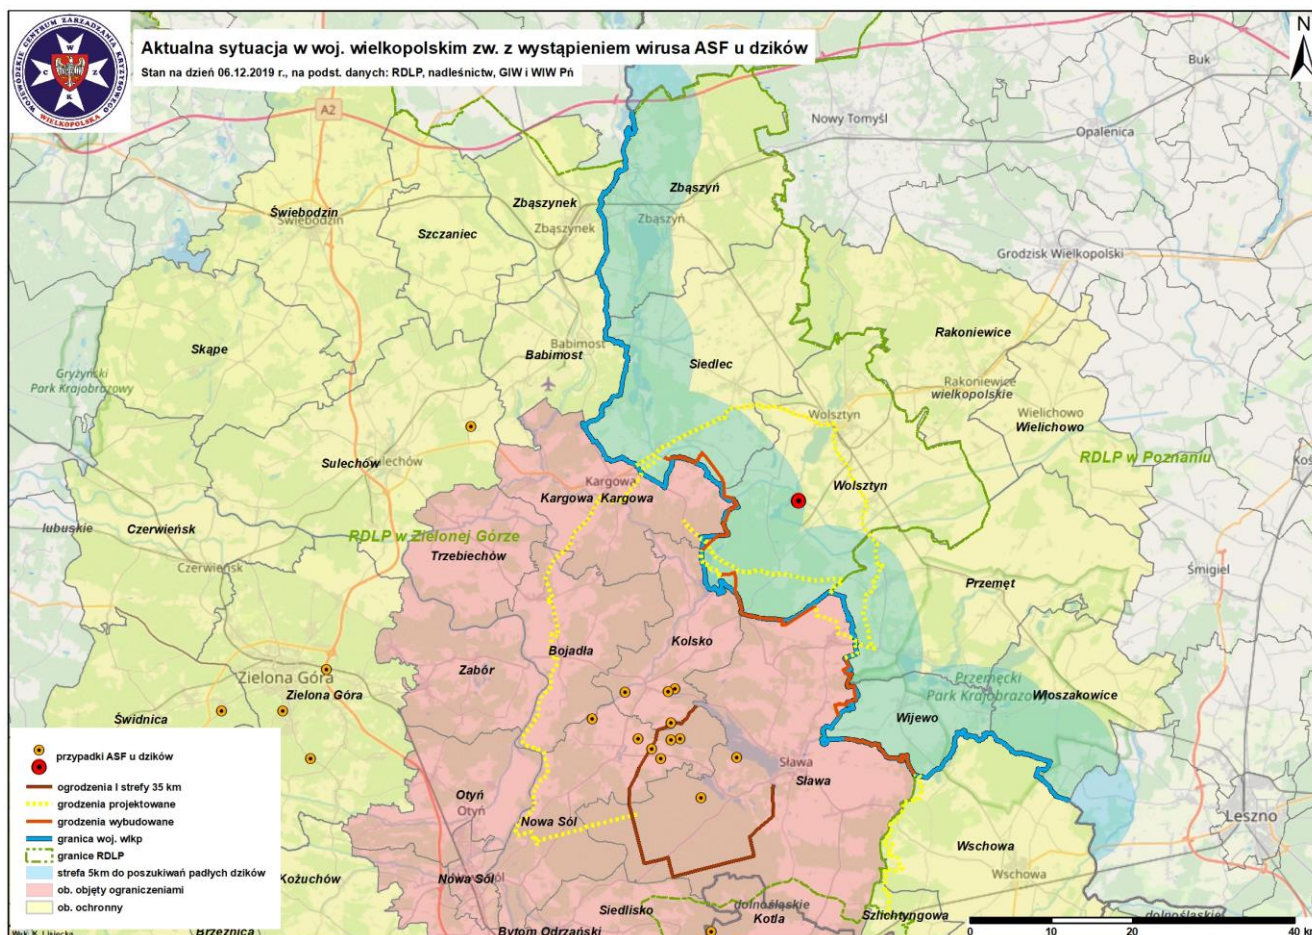 WOJEWÓDZKIE CENTRUM ZARZĄDZANIA KRYZYSOWEGO
W
C Z
K
WIELKOPOLSKA
Aktualna sytuacja w woj. wielkopolskim zw. z wystąpieniem wirusa ASF u dzików
Stan na dzień 06.12.2019 r., na podst. danych: RDLP, nadleśnictw, GIW i WIW Pń
N
A2
Buk
Nowy Tomyśl
Opalenica
Świebodzin
Świebodzin
Szczaniec
Zbąszynek
Zbąszynek
Zbąszyń
Zbąszyń
Grodzisk Wielkopolski
Skąpe
Gryżyński
Park Krajobrazowy
Babimost
Babimost
Siedlec
Rakoniewice
Rakoniewice
wielkopolskie
Wolsztyn
Wielichowo
Wielichowo
RDLP w Poznaniu
Sulechów
Sulechów
Kargowa
Kargowa
Kargowa
Wolsztyn
lubuskie
Czerwieńsk
Czerwieńsk
RDLP w Zielonej Górze
Trzebiechów
Przemęt
Śmigiel
Kolsko
Bojadła
Zabór
Zielona Góra
Zielona Góra
Świdnica
Przemęcki
Park Krajobrazowy
Włoszakowice
Wijewo
Sława
Sława
Otyń
Otyń
Nowa Sól
Leszno
Wschowa
Wschowa
Kożuchów
Nowa Sól
Siedlisko
dolnośląskie
Kotla
Szlichtyngowa
dolnośląskie
Brzeźnica
Bytom Odrzański
przypadki ASF u dzików
ogrodzenia I strefy 35 km
grodzenia projektowane
grodzenia wybudowane
granica woj. wlkp
granice RDLP
strefa 5km do poszukiwań padłych dzików
ob. objęty ograniczeniami
ob. ochronny
0 10 20 40 km